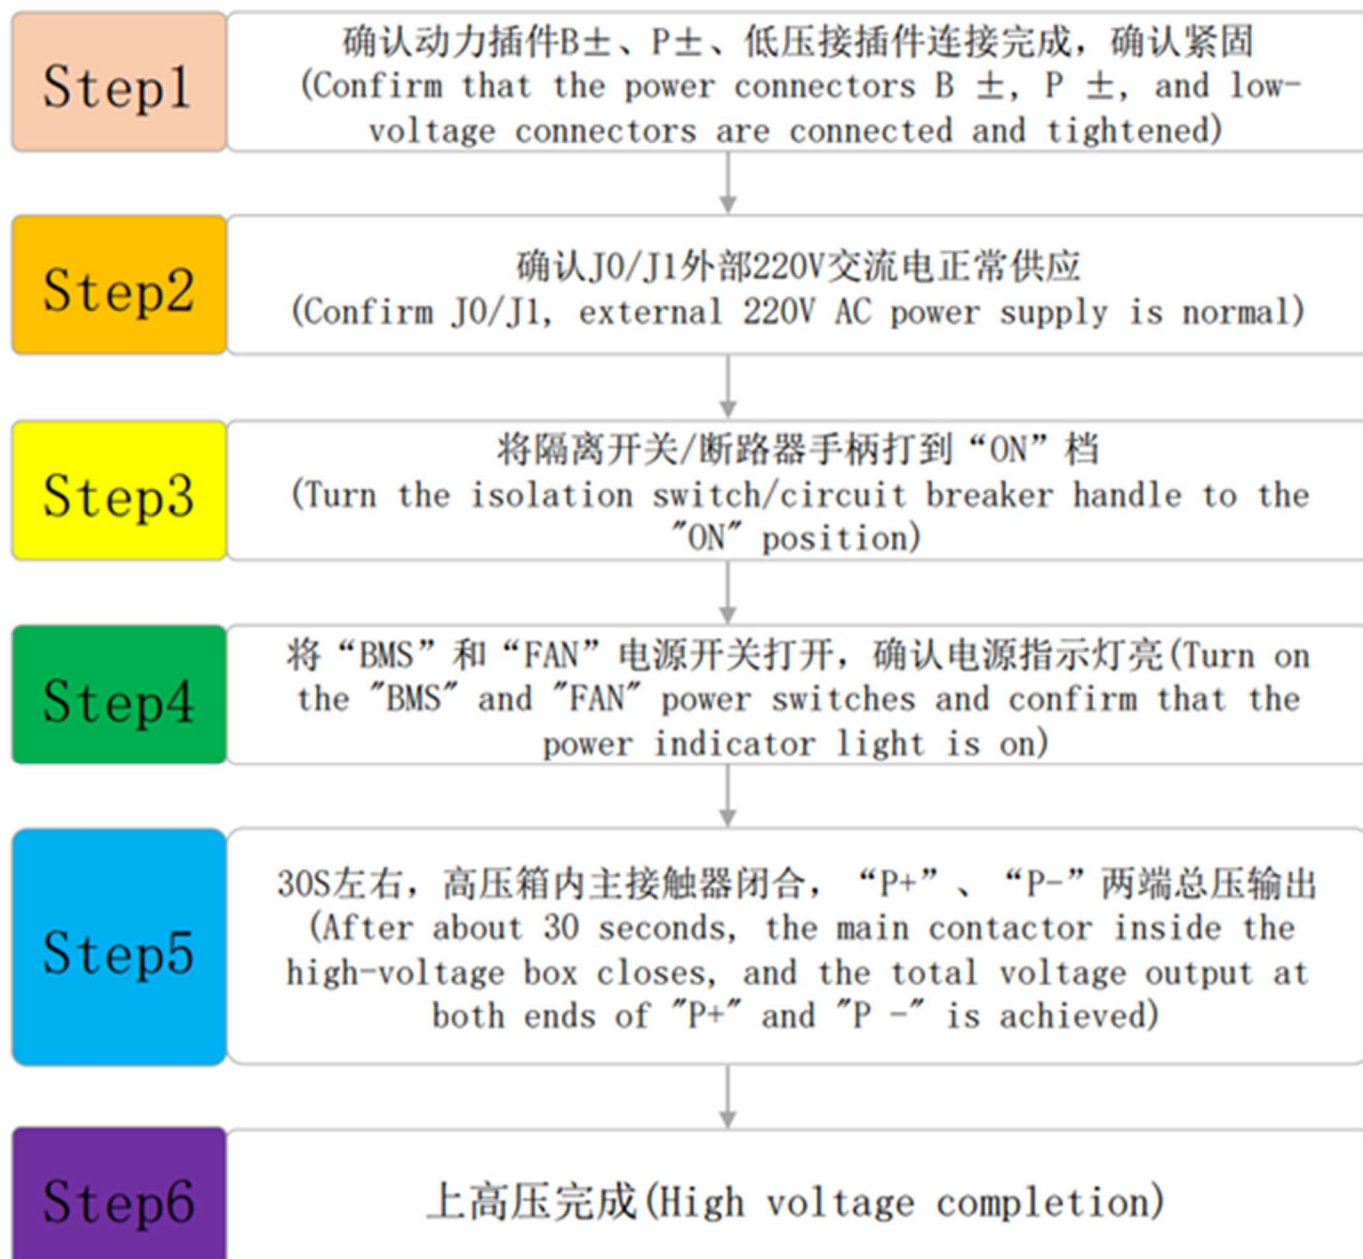 Step1
确认动力插件B±、P±、低压接插件连接完成，确认紧固
(Confirm that the power connectors B ±, P ±, and low-
voltage connectors are connected and tightened)
Step2
确认J0/J1外部220V交流电正常供应
(Confirm J0/J1, external 220V AC power supply is normal)
Step3
将隔离开关/断路器手柄打到“ON”档
(Turn the isolation switch/circuit breaker handle to the
"ON" position)
Step4
将“BMS”和“FAN”电源开关打开，确认电源指示灯亮(Turn on
the "BMS" and "FAN" power switches and confirm that the
power indicator light is on)
Step5
30S左右，高压箱内主接触器闭合，“P+”、“P-”两端总压输出
(After about 30 seconds, the main contactor inside the
high-voltage box closes, and the total voltage output at
both ends of "P+" and "P -" is achieved)
Step6
上高压完成(High voltage completion)